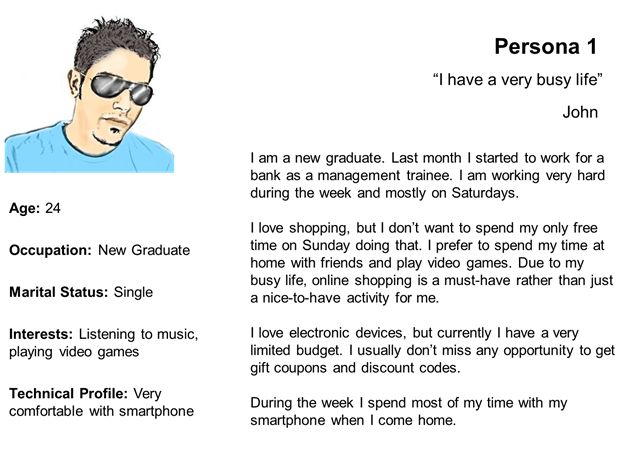 Persona 1
“I have a very busy life”
John
Age: 24
Occupation: New Graduate
Marital Status: Single
Interests: Listening to music,
playing video games
Technical Profile: Very
comfortable with smartphone
I am a new graduate. Last month I started to work for a
bank as a management trainee. I am working very hard
during the week and mostly on Saturdays.
I love shopping, but I don’t want to spend my only free
time on Sunday doing that. I prefer to spend my time at
home with friends and play video games. Due to my
busy life, online shopping is a must-have rather than just
a nice-to-have activity for me.
I love electronic devices, but currently I have a very
limited budget. I usually don’t miss any opportunity to get
gift coupons and discount codes.
During the week I spend most of my time with my
smartphone when I come home.